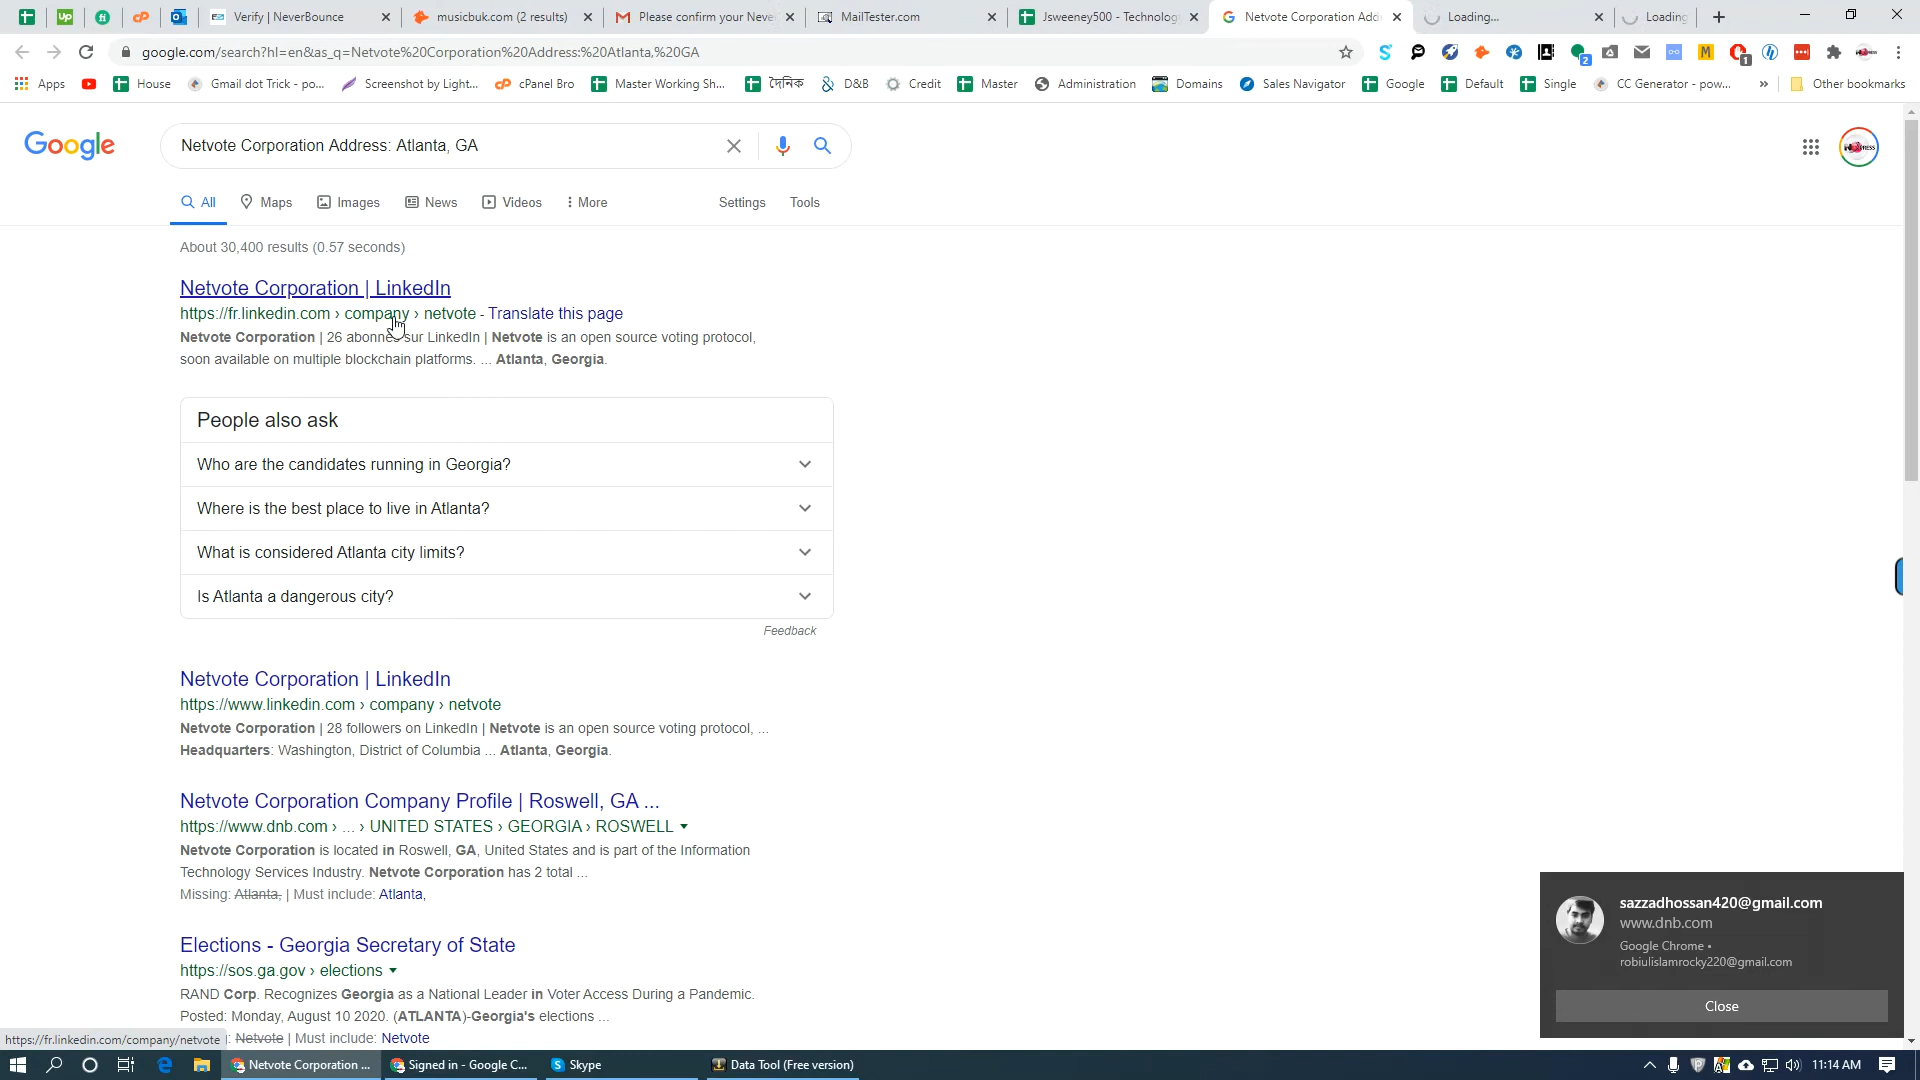 Verify | NeverBounce
musicbuk.com (2 results)
Please confirm your Neve
MailTester.com
Jsweeney500 - Technolog
Netvote Corporation Add
Loading...
Loading
google.com/search?hl=en&as_q=Netvote%20Corporation%20Address:%20Atlanta,%20GA
Apps
House
Gmail dot Trick - po...
Screenshot by Light...
cPanel Bro
Master Working Sh...
দৈনিক
D&B
Credit
Master
Administration
Domains
Sales Navigator
Google
Default
Single
CC Generator - pow...
»
Other bookmarks
Google
Netvote Corporation Address: Atlanta, GA
All
Maps
Images
News
Videos
More
Settings
Tools
About 30,400 results (0.57 seconds)
Netvote Corporation | LinkedIn
https://fr.linkedin.com › company › netvote - Translate this page
Netvote Corporation | 26 abonnés sur LinkedIn | Netvote is an open source voting protocol,
soon available on multiple blockchain platforms. ... Atlanta, Georgia.
People also ask
Who are the candidates running in Georgia?
Where is the best place to live in Atlanta?
What is considered Atlanta city limits?
Is Atlanta a dangerous city?
Feedback
Netvote Corporation | LinkedIn
https://www.linkedin.com › company › netvote
Netvote Corporation | 28 followers on LinkedIn | Netvote is an open source voting protocol, ...
Headquarters: Washington, District of Columbia ... Atlanta, Georgia.
Netvote Corporation Company Profile | Roswell, GA ...
https://www.dnb.com › ... › UNITED STATES › GEORGIA › ROSWELL
Netvote Corporation is located in Roswell, GA, United States and is part of the Information
Technology Services Industry. Netvote Corporation has 2 total ...
Missing: Atlanta, | Must include: Atlanta,
Elections - Georgia Secretary of State
https://sos.ga.gov › elections
RAND Corp. Recognizes Georgia as a National Leader in Voter Access During a Pandemic.
Posted: Monday, August 10 2020. (ATLANTA)-Georgia's elections ...
Netvote | Must include: Netvote
https://fr.linkedin.com/company/netvote
sazzadhossan420@gmail.com
www.dnb.com
Google Chrome •
robiulislamrocky220@gmail.com
Close
Netvote Corporation ...
Signed in - Google C...
Skype
Data Tool (Free version)
11:14 AM